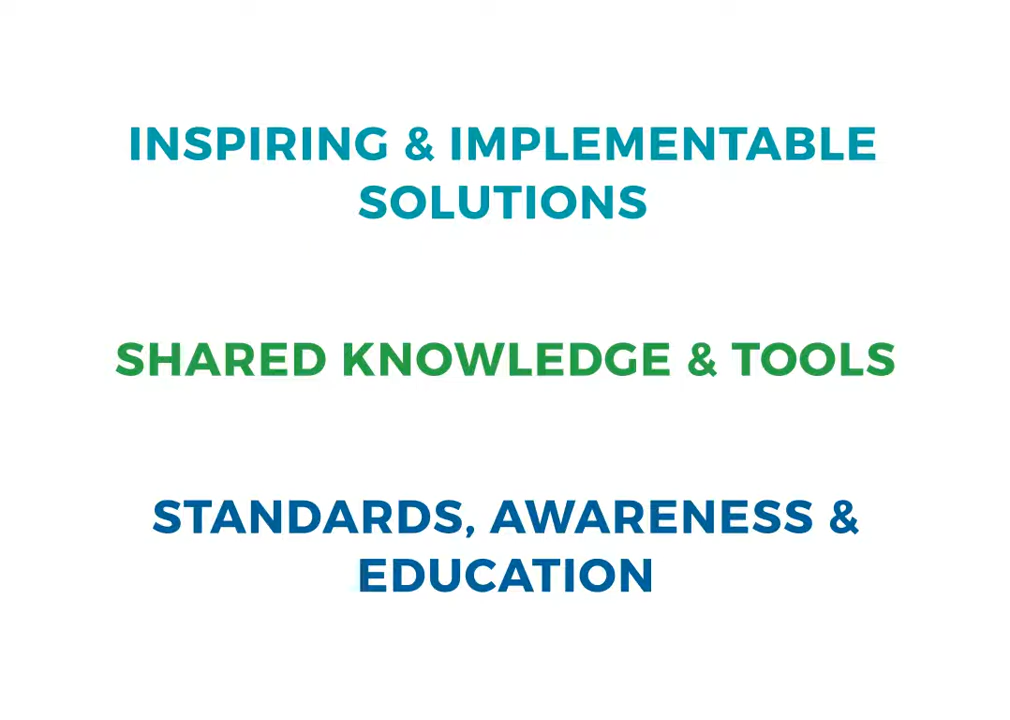 INSPIRING & IMPLEMENTABLE
SOLUTIONS
SHARED KNOWLEDGE & TOOLS
STANDARDS, AWARENESS &
EDUCATION